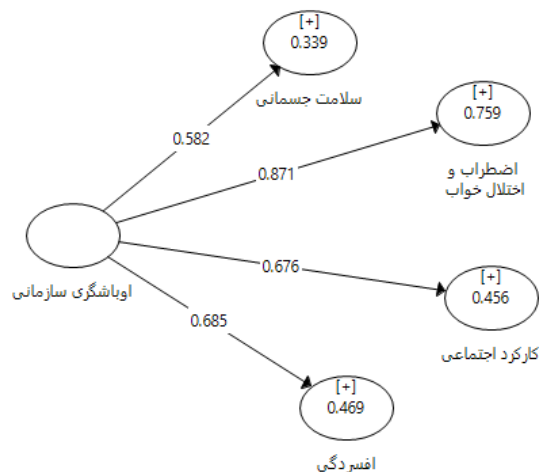 [+]
0.339
سلامت جسمانی
0.582
[+]
0.759
اضطراب و
اختلال خواب
0.871
اوباشگری سازمانی
0.676
[+]
0.456
کارکرد اجتماعی
0.685
[+]
0.469
افسردگی